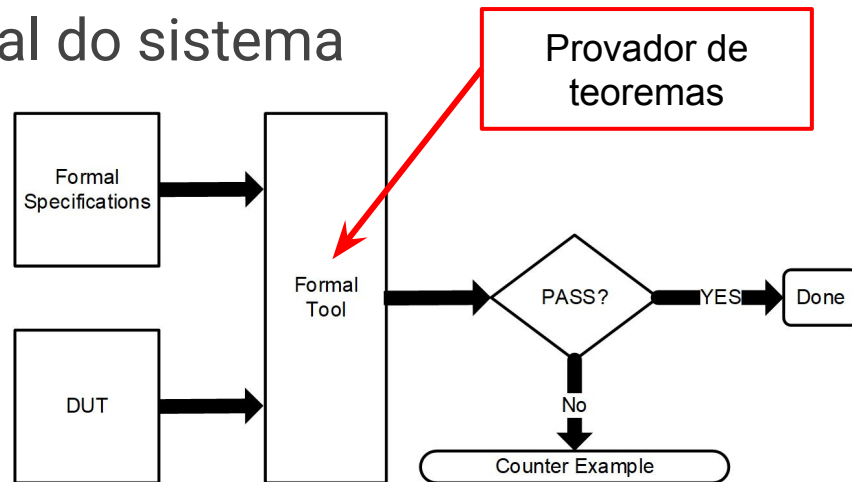 al do sistema
Provador de
teoremas
Formal
Specifications
Formal
Tool
PASS?
YES
Done
DUT
No
Counter Example